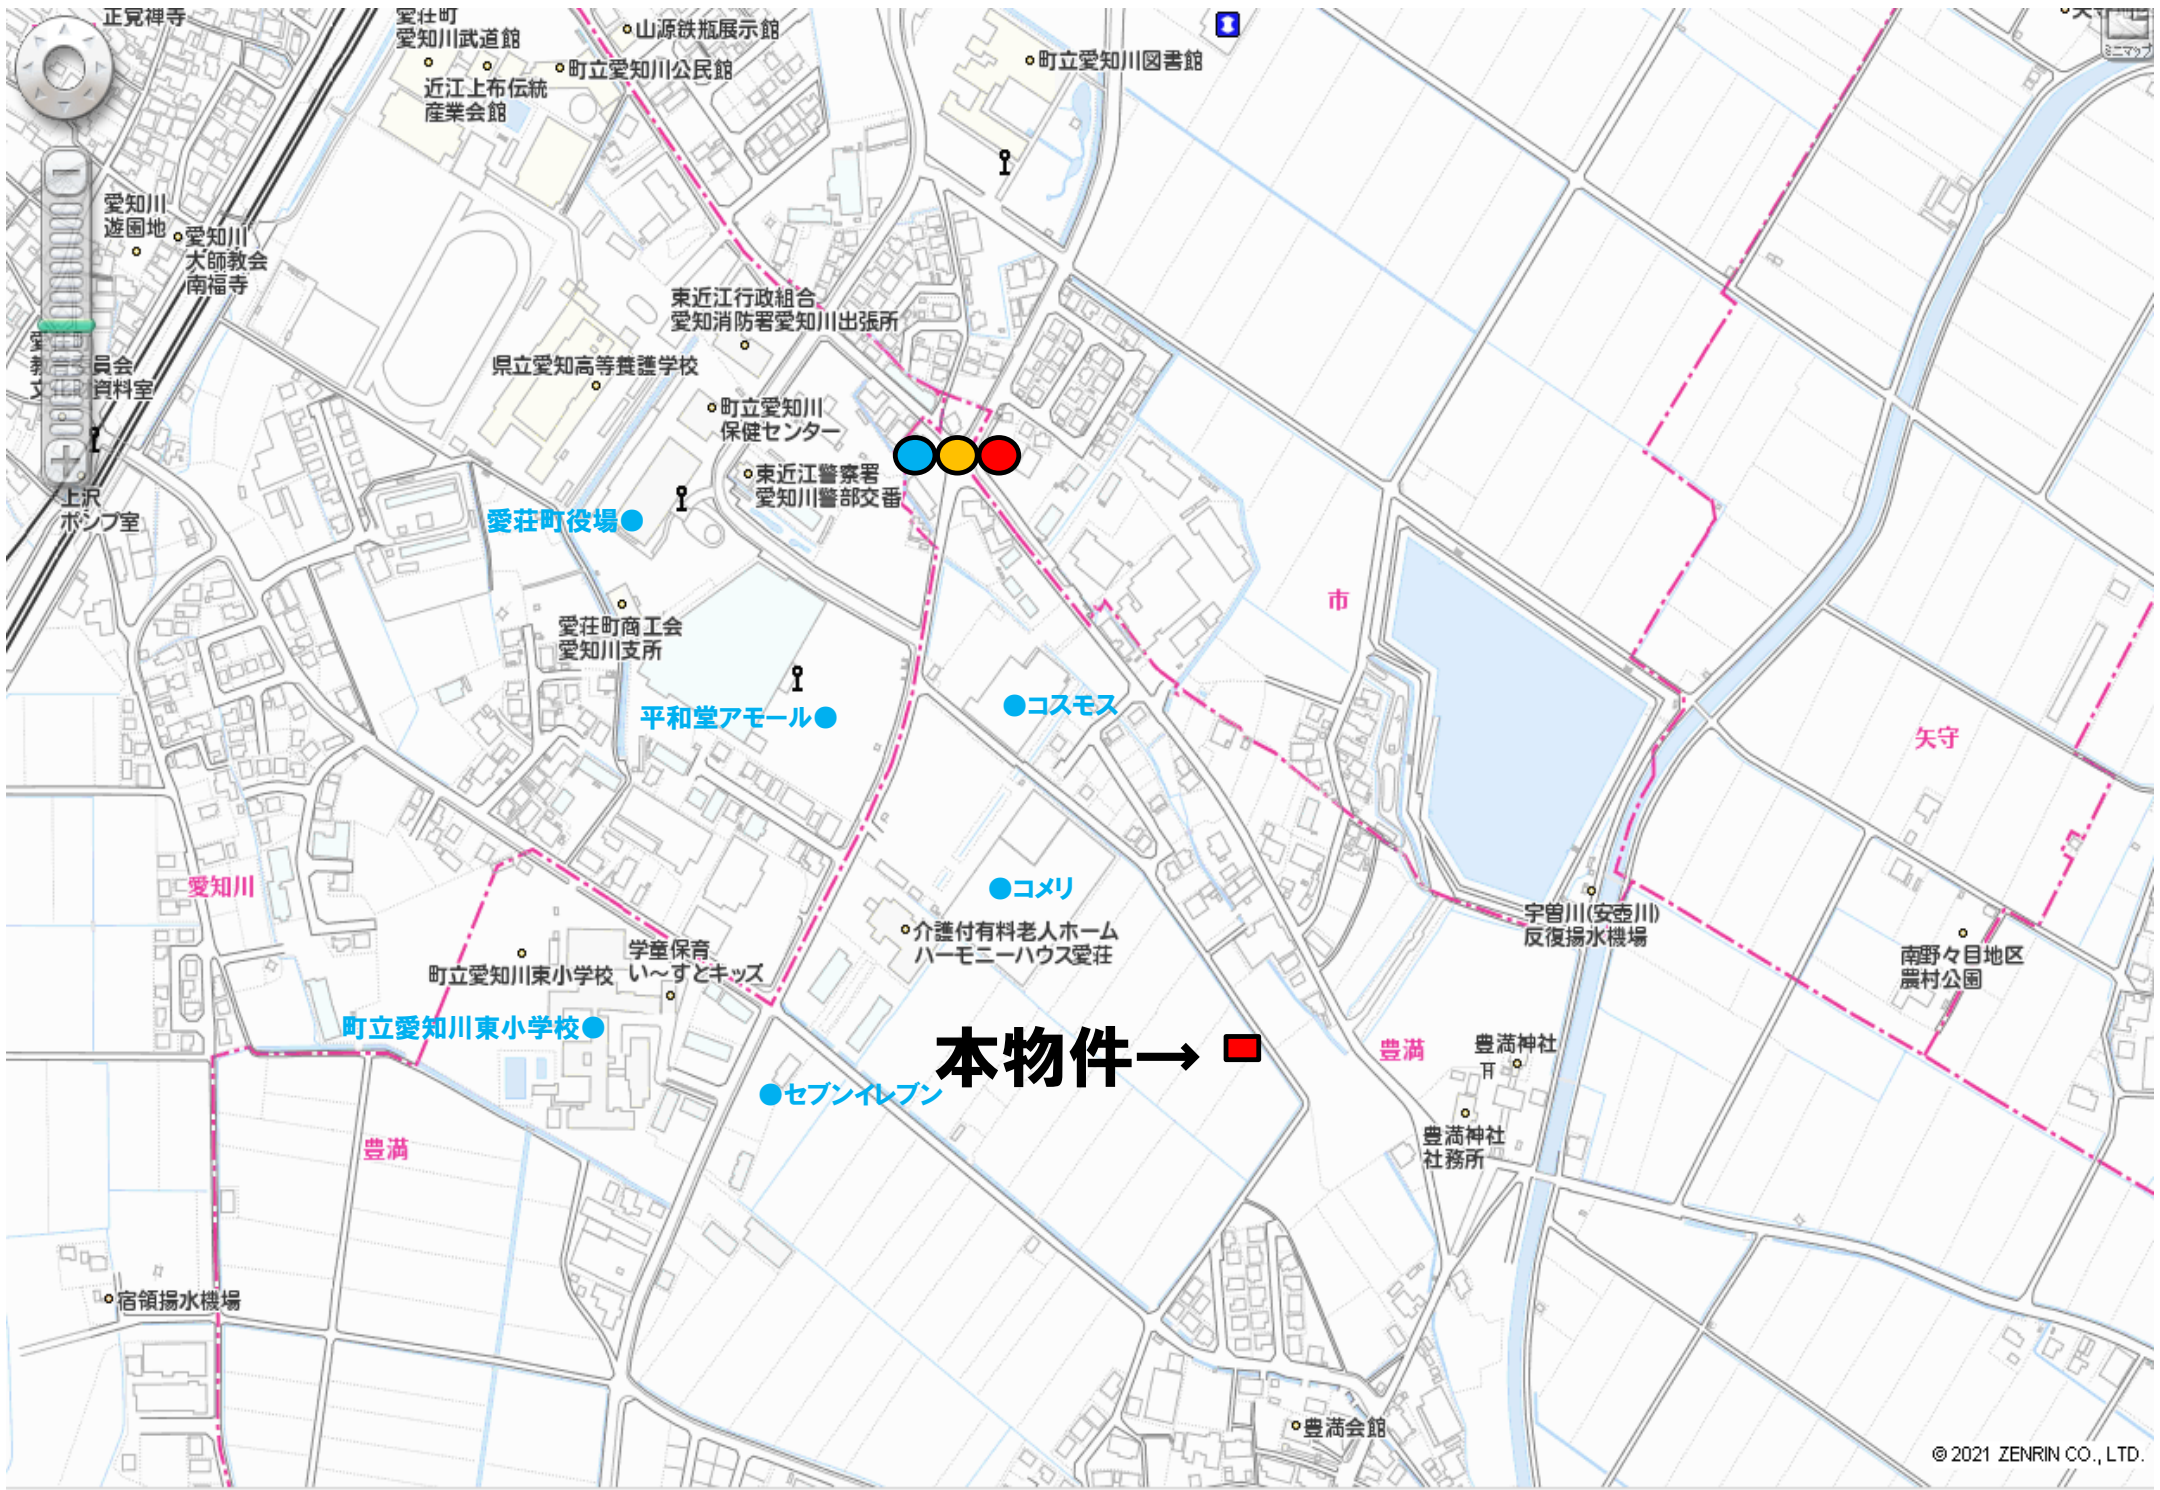 正覚禅寺
愛荘町
愛知川武道館
山源鉄瓶展示館
町立愛知川公民館
近江上布伝統
産業会館
町立愛知川図書館
ミニマップ
愛知川
遊園地
愛知川
大師教会
南福寺
東近江行政組合
愛知消防署愛知川出張所
県立愛知高等養護学校
町立愛知川
保健センター
東近江警察署
愛知川警部交番
上沢
ポンプ室
愛荘町役場
愛荘町商工会
愛知川支所
市
コスモス
平和堂アモール
矢守
愛知川
コメリ
介護付有料老人ホーム
ハーモニーハウス愛荘
宇曽川(安壺川)
反復揚水機場
南野々目地区
農村公園
学童保育
い～すとキッズ
町立愛知川東小学校
町立愛知川東小学校
本物件→
豊満
豊満神社
セブンイレブン
豊満神社
社務所
豊満
宿領揚水機場
豊満会館
© 2021 ZENRIN CO., LTD.